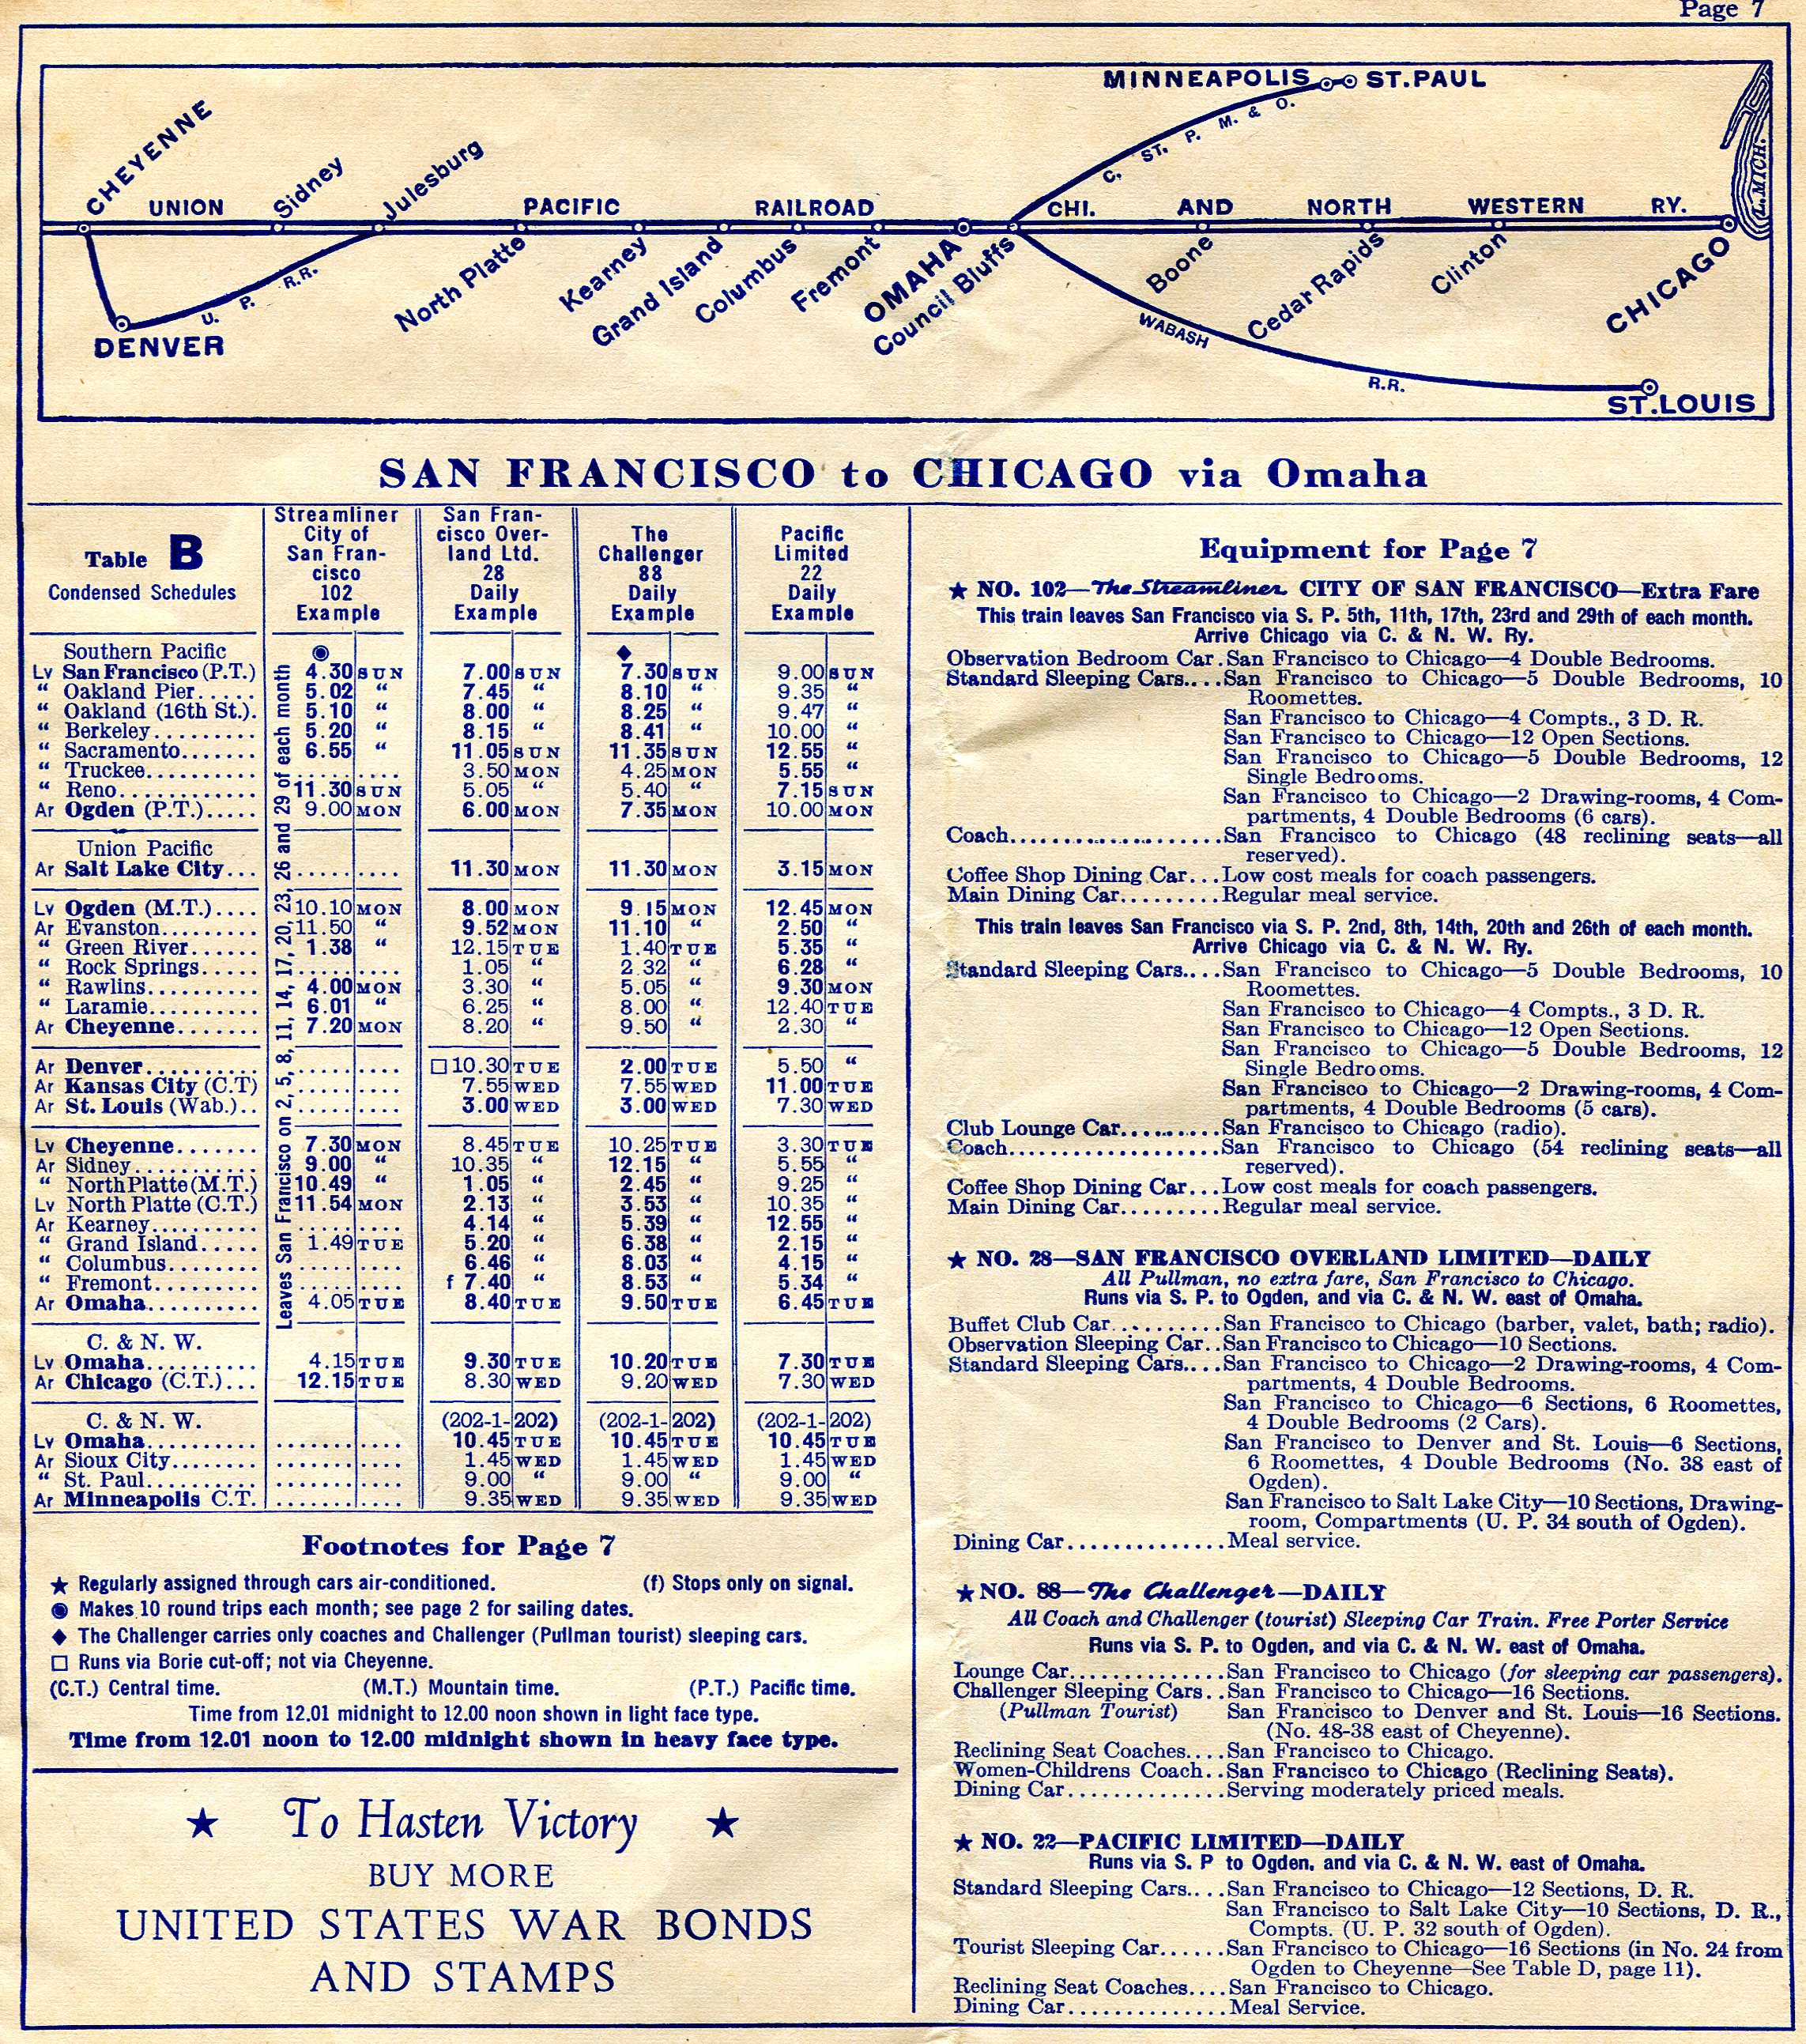 Page 7
MINNEAPOLIS ST. PAUL
C. ST. P. M. & O.
L. MICH.
CHEYENNE Sidney Julesburg
UNION PACIFIC RAILROAD CHI. AND NORTH WESTERN RY.
North Platte Kearney Grand Island Columbus Fremont OMAHA Council Bluffs Boone Cedar Rapids Clinton CHICAGO
U. P. R.R.
DENVER
WABASH R.R.
ST. LOUIS
SAN FRANCISCO to CHICAGO via Omaha
Table B
Condensed Schedules
Streamliner City of San Fran-cisco 102 Example
San Fran-cisco Over-land Ltd. 28 Daily Example
The Challenger 88 Daily Example
Pacific Limited 22 Daily Example
Leaves San Francisco on 2, 5, 8, 11, 14, 17, 20, 23, 26 and 29 of each month
Southern Pacific ◉ ◆
Lv San Francisco (P.T.) 4.30 SUN 7.00 SUN 7.30 SUN 9.00 SUN
“ Oakland Pier..... 5.02 “ 7.45 “ 8.10 “ 9.35 “
“ Oakland (16th St.). 5.10 “ 8.00 “ 8.25 “ 9.47 “
“ Berkeley......... 5.20 “ 8.15 “ 8.41 “ 10.00 “
“ Sacramento....... 6.55 “ 11.05 SUN 11.35 SUN 12.55 “
“ Truckee.......... ......... 3.50 MON 4.25 MON 5.55 “
“ Reno............ 11.30 SUN 5.05 “ 5.40 “ 7.15 SUN
Ar Ogden (P.T.)..... 9.00 MON 6.00 MON 7.35 MON 10.00 MON
Union Pacific
Ar Salt Lake City... ......... 11.30 MON 11.30 MON 3.15 MON
Lv Ogden (M.T.).... 10.10 MON 8.00 MON 9.15 MON 12.45 MON
Ar Evanston......... 11.50 “ 9.52 MON 11.10 “ 2.50 “
“ Green River...... 1.38 “ 12.15 TUE 1.40 TUE 5.35 “
“ Rock Springs..... ......... 1.05 “ 2.32 “ 6.28 “
“ Rawlins.......... 4.00 MON 3.30 “ 5.05 “ 9.30 MON
“ Laramie.......... 6.01 “ 6.25 “ 8.00 “ 12.40 TUE
Ar Cheyenne....... 7.20 MON 8.20 “ 9.50 “ 2.30 “
Ar Denver.......... ......... □ 10.30 TUE 2.00 TUE 5.50 “
Ar Kansas City (C.T) ......... 7.55 WED 7.55 WED 11.00 TUE
Ar St. Louis (Wab.).. ......... 3.00 WED 3.00 WED 7.30 WED
Lv Cheyenne....... 7.30 MON 8.45 TUE 10.25 TUE 3.30 TUE
Ar Sidney........... 9.00 “ 10.35 “ 12.15 “ 5.55 “
“ North Platte (M.T.) 10.49 “ 1.05 “ 2.45 “ 9.25 “
Lv North Platte (C.T.) 11.54 MON 2.13 “ 3.53 “ 10.35 “
Ar Kearney.......... ......... 4.14 “ 5.39 “ 12.55 “
“ Grand Island..... 1.49 TUE 5.20 “ 6.38 “ 2.15 “
“ Columbus......... ......... 6.46 “ 8.03 “ 4.15 “
“ Fremont.......... ......... f 7.40 “ 8.53 “ 5.34 “
Ar Omaha.......... 4.05 TUE 8.40 TUE 9.50 TUE 6.45 TUE
C. & N. W.
Lv Omaha.......... 4.15 TUE 9.30 TUE 10.20 TUE 7.30 TUE
Ar Chicago (C.T.)... 12.15 TUE 8.30 WED 9.20 WED 7.30 WED
C. & N. W. (202-1-202) (202-1-202) (202-1-202)
Lv Omaha.......... ......... 10.45 TUE 10.45 TUE 10.45 TUE
Ar Sioux City........ ......... 1.45 WED 1.45 WED 1.45 WED
“ St. Paul.......... ......... 9.00 “ 9.00 “ 9.00 “
Ar Minneapolis C.T. ......... 9.35 WED 9.35 WED 9.35 WED
Footnotes for Page 7
★ Regularly assigned through cars air-conditioned. (f) Stops only on signal.
◉ Makes 10 round trips each month; see page 2 for sailing dates.
◆ The Challenger carries only coaches and Challenger (Pullman tourist) sleeping cars.
□ Runs via Borie cut-off; not via Cheyenne.
(C.T.) Central time. (M.T.) Mountain time. (P.T.) Pacific time.
Time from 12.01 midnight to 12.00 noon shown in light face type.
Time from 12.01 noon to 12.00 midnight shown in heavy face type.
★ To Hasten Victory ★
BUY MORE
UNITED STATES WAR BONDS
AND STAMPS
Equipment for Page 7
★ NO. 102—The Streamliner CITY OF SAN FRANCISCO—Extra Fare
This train leaves San Francisco via S. P. 5th, 11th, 17th, 23rd and 29th of each month.
Arrive Chicago via C. & N. W. Ry.
Observation Bedroom Car.San Francisco to Chicago—4 Double Bedrooms.
Standard Sleeping Cars....San Francisco to Chicago—5 Double Bedrooms, 10
Roomettes.
San Francisco to Chicago—4 Compts., 3 D. R.
San Francisco to Chicago—12 Open Sections.
San Francisco to Chicago—5 Double Bedrooms, 12
Single Bedrooms.
San Francisco to Chicago—2 Drawing-rooms, 4 Com-
partments, 4 Double Bedrooms (6 cars).
Coach....................San Francisco to Chicago (48 reclining seats—all
reserved).
Coffee Shop Dining Car...Low cost meals for coach passengers.
Main Dining Car.........Regular meal service.
This train leaves San Francisco via S. P. 2nd, 8th, 14th, 20th and 26th of each month.
Arrive Chicago via C. & N. W. Ry.
Standard Sleeping Cars....San Francisco to Chicago—5 Double Bedrooms, 10
Roomettes.
San Francisco to Chicago—4 Compts., 3 D. R.
San Francisco to Chicago—12 Open Sections.
San Francisco to Chicago—5 Double Bedrooms, 12
Single Bedrooms.
San Francisco to Chicago—2 Drawing-rooms, 4 Com-
partments, 4 Double Bedrooms (5 cars).
Club Lounge Car.........San Francisco to Chicago (radio).
Coach....................San Francisco to Chicago (54 reclining seats—all
reserved).
Coffee Shop Dining Car...Low cost meals for coach passengers.
Main Dining Car.........Regular meal service.
★ NO. 28—SAN FRANCISCO OVERLAND LIMITED—DAILY
All Pullman, no extra fare, San Francisco to Chicago.
Runs via S. P. to Ogden, and via C. & N. W. east of Omaha.
Buffet Club Car..........San Francisco to Chicago (barber, valet, bath; radio).
Observation Sleeping Car..San Francisco to Chicago—10 Sections.
Standard Sleeping Cars....San Francisco to Chicago—2 Drawing-rooms, 4 Com-
partments, 4 Double Bedrooms.
San Francisco to Chicago—6 Sections, 6 Roomettes,
4 Double Bedrooms (2 Cars).
San Francisco to Denver and St. Louis—6 Sections,
6 Roomettes, 4 Double Bedrooms (No. 38 east of
Ogden).
San Francisco to Salt Lake City—10 Sections, Drawing-
room, Compartments (U. P. 34 south of Ogden).
Dining Car..............Meal service.
★ NO. 88—The Challenger—DAILY
All Coach and Challenger (tourist) Sleeping Car Train. Free Porter Service
Runs via S. P. to Ogden, and via C. & N. W. east of Omaha.
Lounge Car..............San Francisco to Chicago (for sleeping car passengers).
Challenger Sleeping Cars..San Francisco to Chicago—16 Sections.
(Pullman Tourist) San Francisco to Denver and St. Louis—16 Sections.
(No. 48-38 east of Cheyenne).
Reclining Seat Coaches....San Francisco to Chicago.
Women-Childrens Coach..San Francisco to Chicago (Reclining Seats).
Dining Car..............Serving moderately priced meals.
★ NO. 22—PACIFIC LIMITED—DAILY
Runs via S. P to Ogden, and via C. & N. W. east of Omaha.
Standard Sleeping Cars....San Francisco to Chicago—12 Sections, D. R.
San Francisco to Salt Lake City—10 Sections, D. R.,
Compts. (U. P. 32 south of Ogden).
Tourist Sleeping Car......San Francisco to Chicago—16 Sections (in No. 24 from
Ogden to Cheyenne—See Table D, page 11).
Reclining Seat Coaches....San Francisco to Chicago.
Dining Car..............Meal Service.